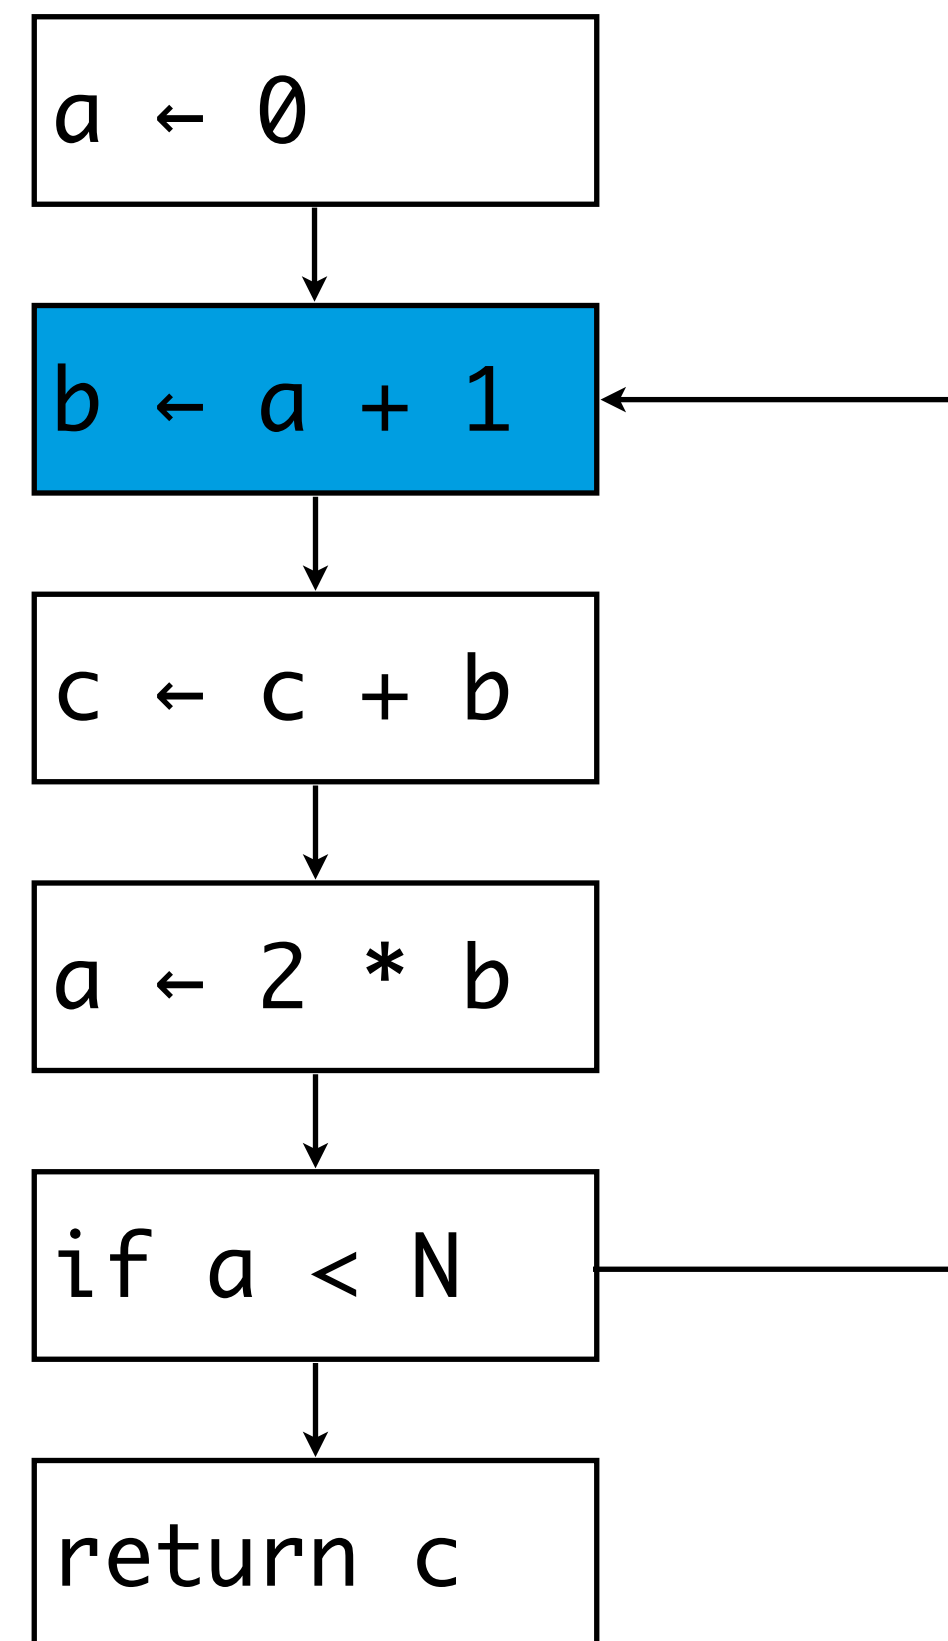 a ← 0
b ← a + 1
c ← c + b
a ← 2 * b
if a < N
return c